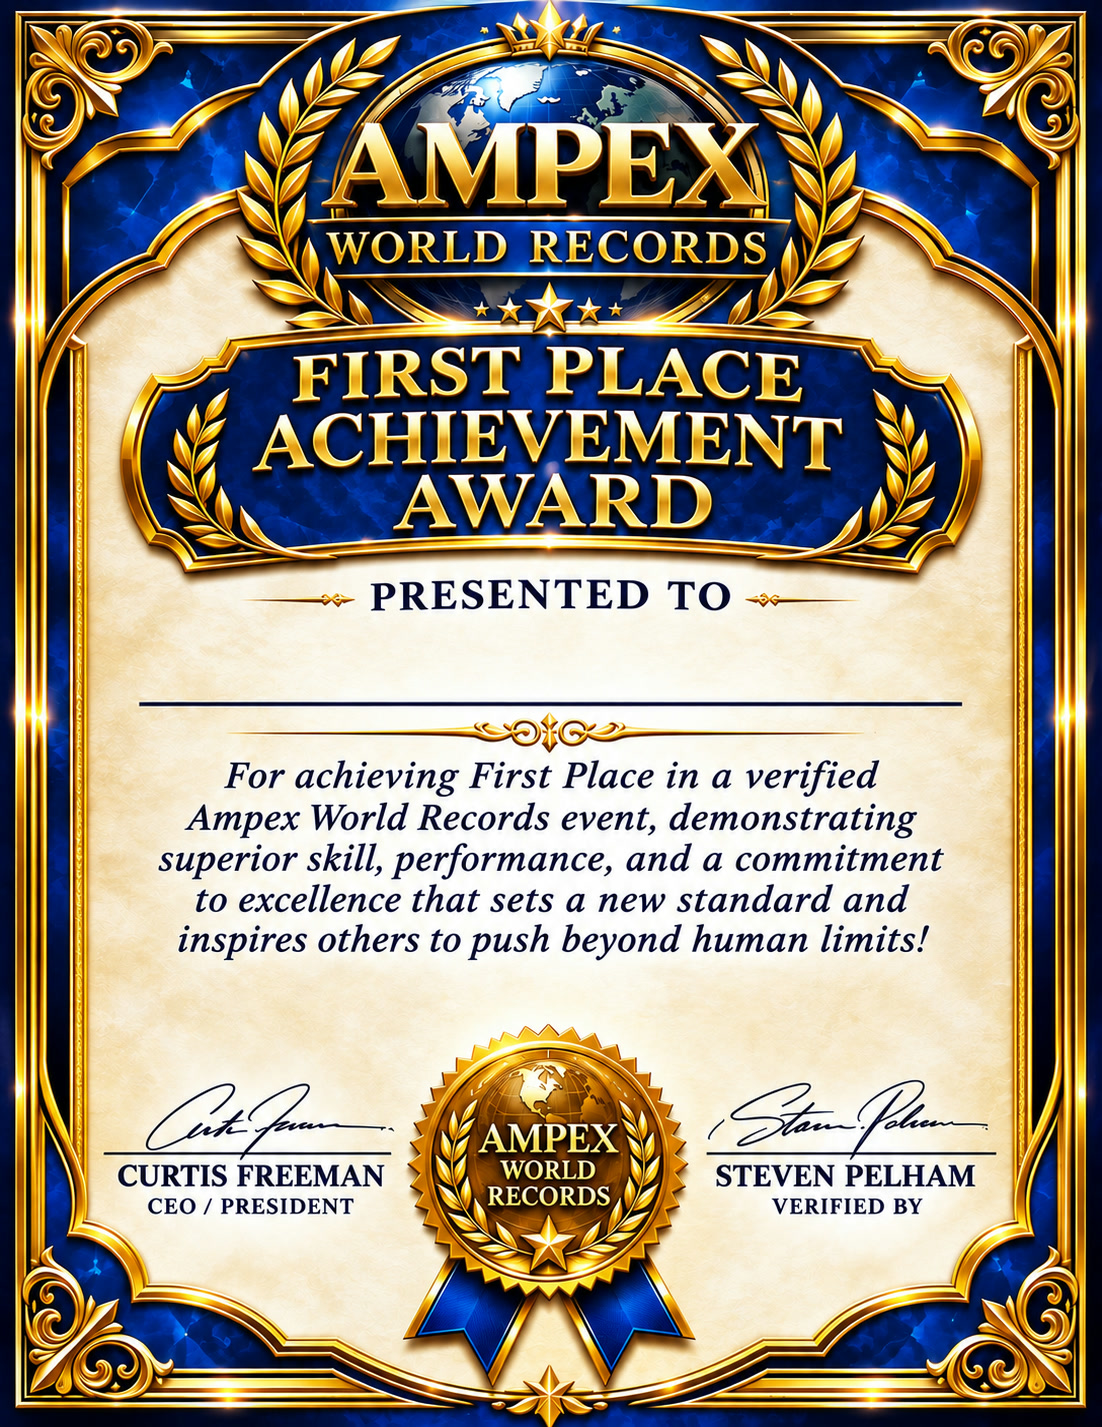 AMPEX
WORLD RECORDS
FIRST PLACE
ACHIEVEMENT
AWARD
PRESENTED TO
For achieving First Place in a verified
Ampex World Records event, demonstrating
superior skill, performance, and a commitment
to excellence that sets a new standard and
inspires others to push beyond human limits!
CURTIS FREEMAN
CEO / PRESIDENT
AMPEX
WORLD
RECORDS
STEVEN PELHAM
VERIFIED BY